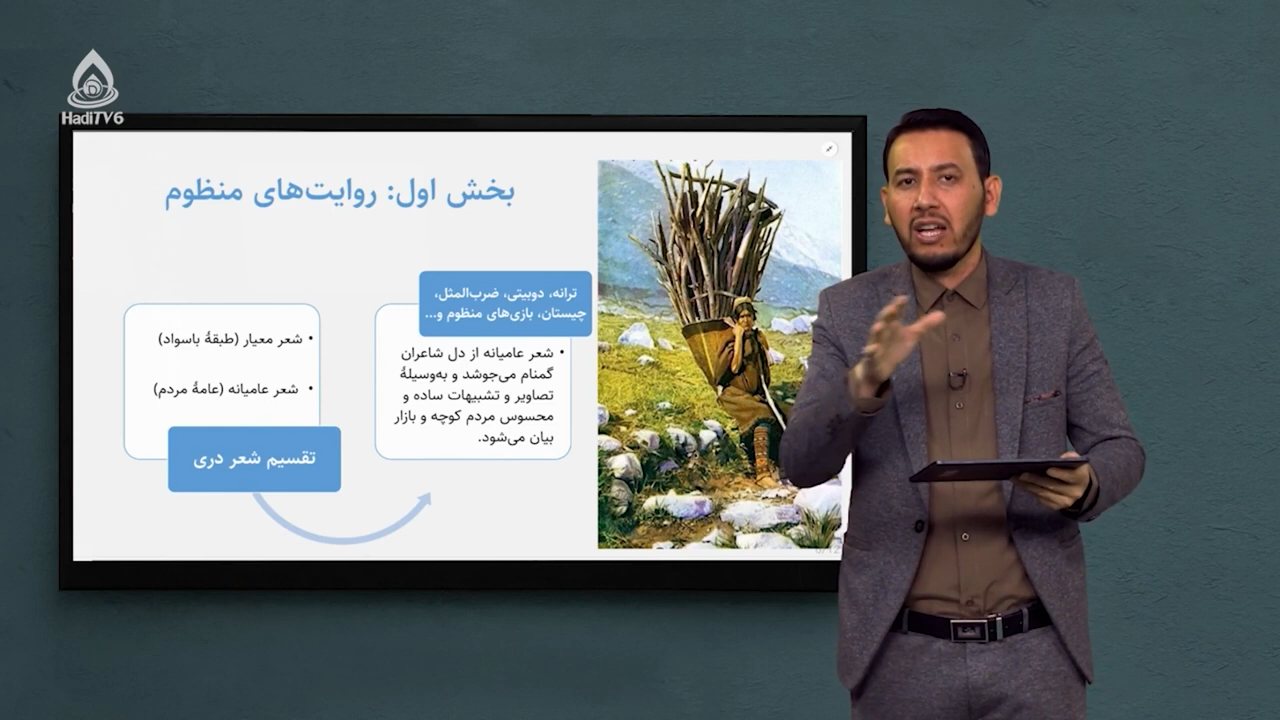 HadiTV6
بخش اول: روایت‌های منظوم
ترانه، دوبیتی، ضرب‌المثل،
چیستان، بازی‌های منظوم و...
• شعر عامیانه از دل شاعران
گمنام می‌جوشد و به‌وسیلهٔ
تصاویر و تشبیهات ساده و
محسوس مردم کوچه و بازار
بیان می‌شود.
• شعر معیار (طبقهٔ باسواد)
• شعر عامیانه (عامهٔ مردم)
تقسیم شعر دری